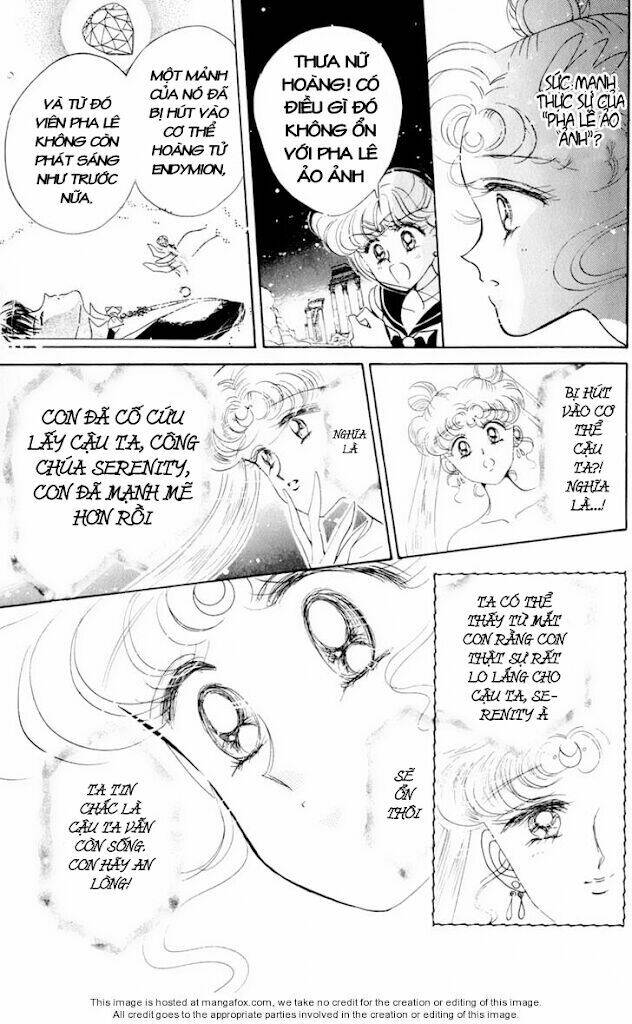 SỨC MẠNH
THỰC SỰ CỦA
"PHA LÊ ẢO
ẢNH"?
THƯA NỮ
HOÀNG! CÓ
ĐIỀU GÌ ĐÓ
KHÔNG ỔN
VỚI PHA LÊ
ẢO ẢNH
MỘT MẢNH
CỦA NÓ ĐÃ
BỊ HÚT VÀO
CƠ THỂ
HOÀNG TỬ
ENDYMION,
VÀ TỪ ĐÓ
VIÊN PHA LÊ
KHÔNG CÒN
PHÁT SÁNG
NHƯ TRƯỚC
NỮA.
BỊ HÚT
VÀO CƠ
THỂ
CẬU
TA?!
NGHĨA
LÀ...!
NGHĨA
LÀ
CON ĐÃ CỐ CỨU
LẤY CẬU TA, CÔNG
CHÚA SERENITY,
CON ĐÃ MẠNH MẼ
HƠN RỒI
TA CÓ THỂ
THẤY TỪ MẮT
CON RẰNG CON
THẬT SỰ RẤT
LO LẮNG CHO
CẬU TA, SE-
RENITY À
SẼ
ỔN
THÔI
TA TIN
CHẮC LÀ
CẬU TA VẪN
CÒN SỐNG.
CON HÃY AN
LÒNG!
This image is hosted at mangafox.com, we take no credit for the creation or editing of this image.
All credit goes to the appropriate parties involved in the creation or editing of this image.